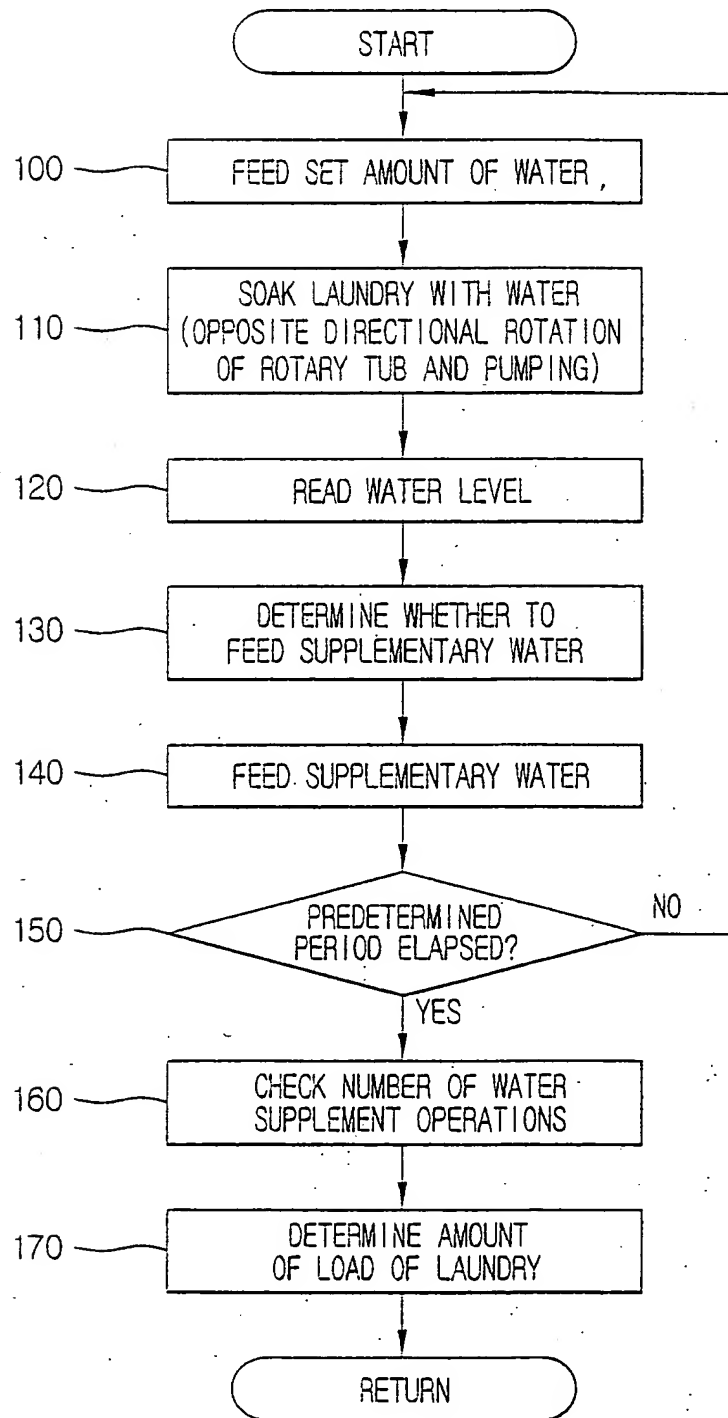 START
100
FEED SET AMOUNT OF WATER
110
SOAK LAUNDRY WITH WATER
(OPPOSITE DIRECTIONAL ROTATION
OF ROTARY TUB AND PUMPING)
120
READ WATER LEVEL
130
DETERMINE WHETHER TO
FEED SUPPLEMENTARY WATER
140
FEED SUPPLEMENTARY WATER
150
PREDETERMINED
PERIOD ELAPSED?
NO
YES
160
CHECK NUMBER OF WATER
SUPPLEMENT OPERATIONS
170
DETERMINE AMOUNT
OF LOAD OF LAUNDRY
RETURN